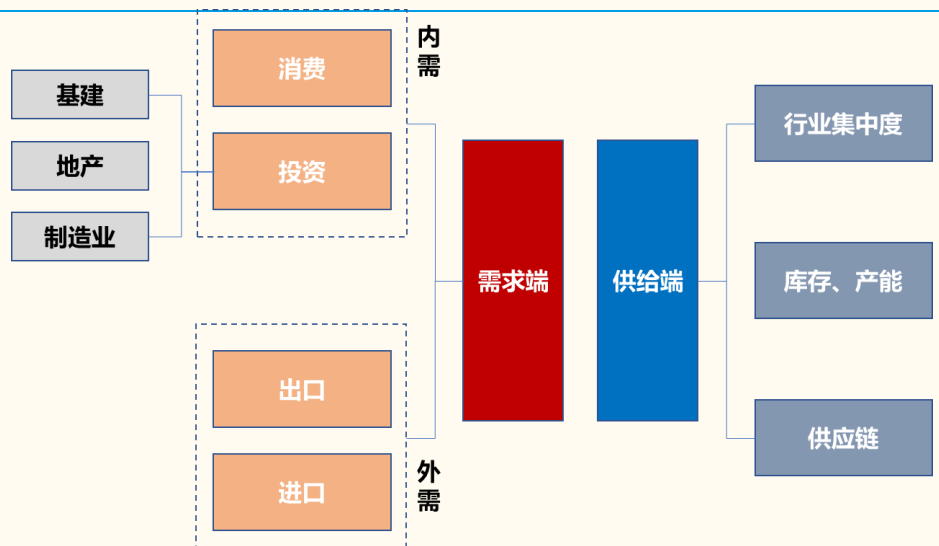 内需
消费
基建
行业集中度
地产
投资
制造业
需求端
供给端
库存、产能
出口
供应链
外需
进口